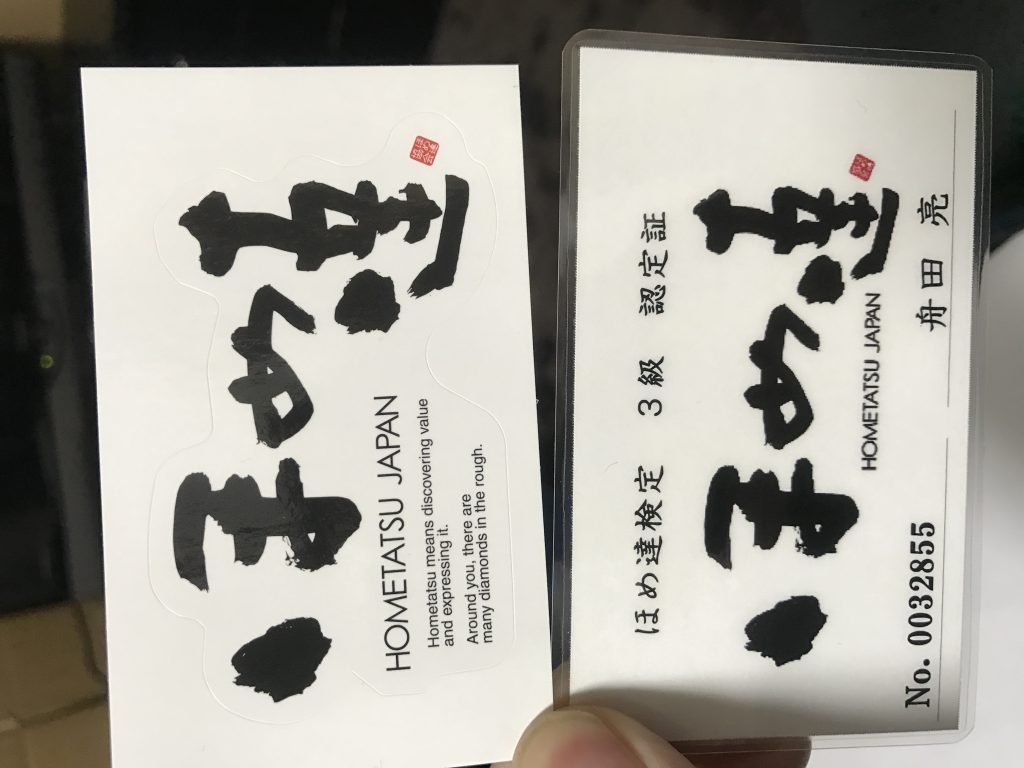 ほめ達
HOMETATSU JAPAN
Hometatsu means discovering value
and expressing it.
Around you, there are
many diamonds in the rough.
ほめ達検定 3級 認定証
ほめ達
HOMETATSU JAPAN
No. 0032855 舟田 亮